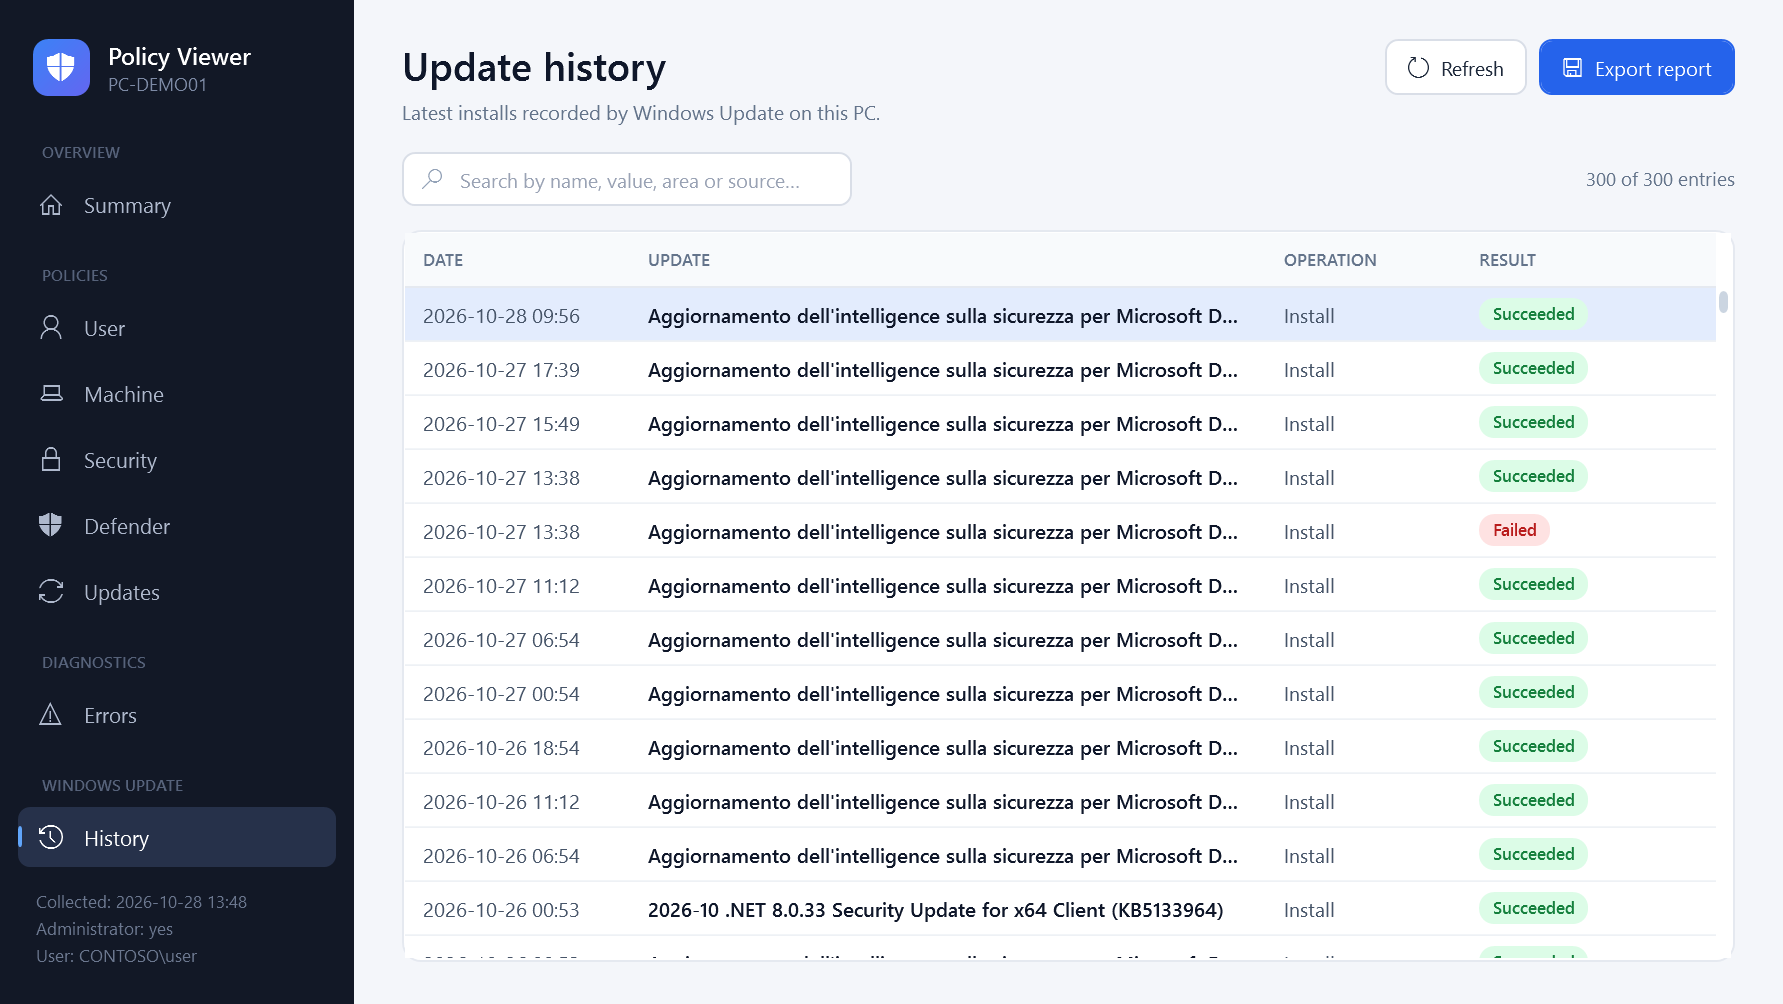 Policy Viewer
PC-DEMO01
OVERVIEW
Summary
POLICIES
User
Machine
Security
Defender
Updates
DIAGNOSTICS
Errors
WINDOWS UPDATE
History
Collected: 2026-10-28 13:48
Administrator: yes
User: CONTOSO\user
Update history
Latest installs recorded by Windows Update on this PC.
Refresh
Export report
Search by name, value, area or source...
300 of 300 entries
DATE UPDATE OPERATION RESULT
2026-10-28 09:56 Aggiornamento dell'intelligence sulla sicurezza per Microsoft D... Install Succeeded
2026-10-27 17:39 Aggiornamento dell'intelligence sulla sicurezza per Microsoft D... Install Succeeded
2026-10-27 15:49 Aggiornamento dell'intelligence sulla sicurezza per Microsoft D... Install Succeeded
2026-10-27 13:38 Aggiornamento dell'intelligence sulla sicurezza per Microsoft D... Install Succeeded
2026-10-27 13:38 Aggiornamento dell'intelligence sulla sicurezza per Microsoft D... Install Failed
2026-10-27 11:12 Aggiornamento dell'intelligence sulla sicurezza per Microsoft D... Install Succeeded
2026-10-27 06:54 Aggiornamento dell'intelligence sulla sicurezza per Microsoft D... Install Succeeded
2026-10-27 00:54 Aggiornamento dell'intelligence sulla sicurezza per Microsoft D... Install Succeeded
2026-10-26 18:54 Aggiornamento dell'intelligence sulla sicurezza per Microsoft D... Install Succeeded
2026-10-26 11:12 Aggiornamento dell'intelligence sulla sicurezza per Microsoft D... Install Succeeded
2026-10-26 06:54 Aggiornamento dell'intelligence sulla sicurezza per Microsoft D... Install Succeeded
2026-10-26 00:53 2026-10 .NET 8.0.33 Security Update for x64 Client (KB5133964) Install Succeeded